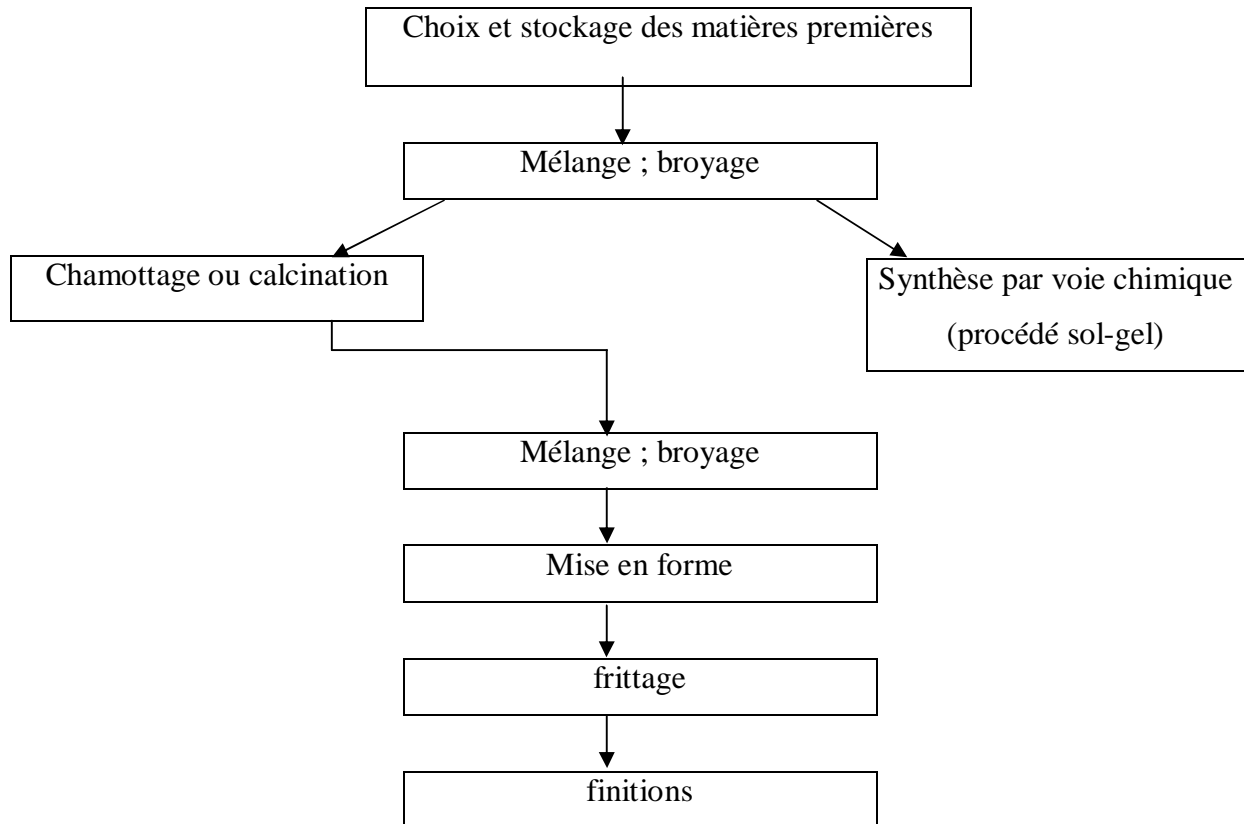 Choix et stockage des matières premières
Mélange ; broyage
Chamottage ou calcination
Synthèse par voie chimique
(procédé sol-gel)
Mélange ; broyage
Mise en forme
frittage
finitions